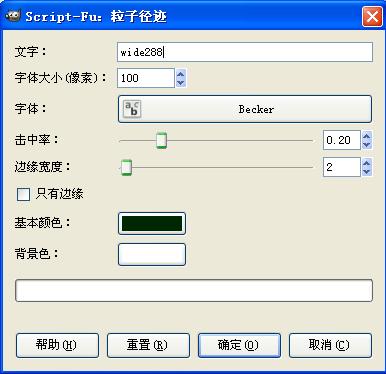 Script-Fu: 粒子径迹
文字： wide288
字体大小(像素)： 100
字体： abc Becker
击中率： 0.20
边缘宽度： 2
只有边缘
基本颜色：
背景色：
帮助(H) 重置(R) 确定(O) 取消(C)